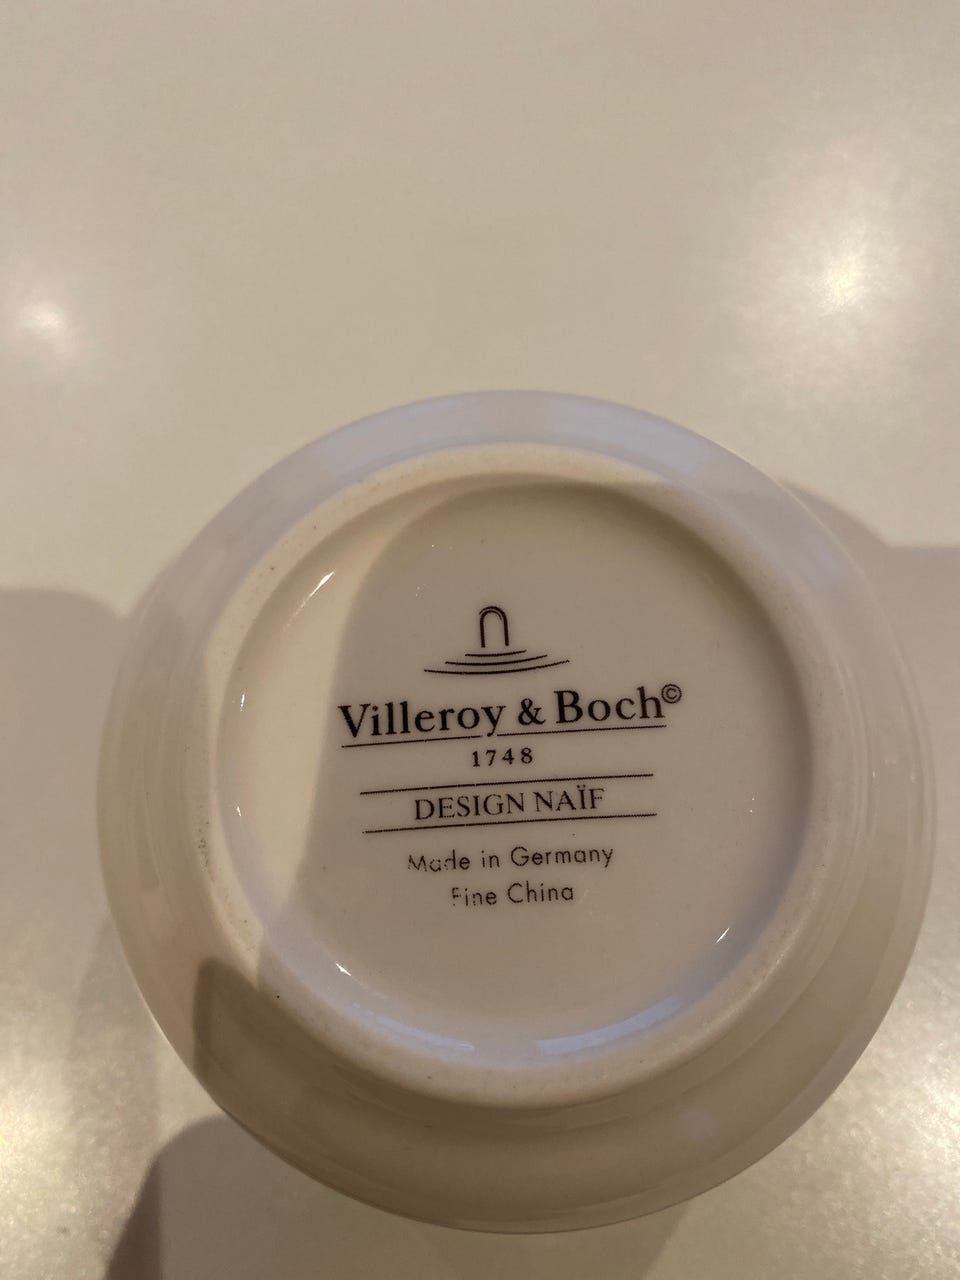 Villeroy & Boch©
1748
DESIGN NAÏF
Made in Germany
Fine China